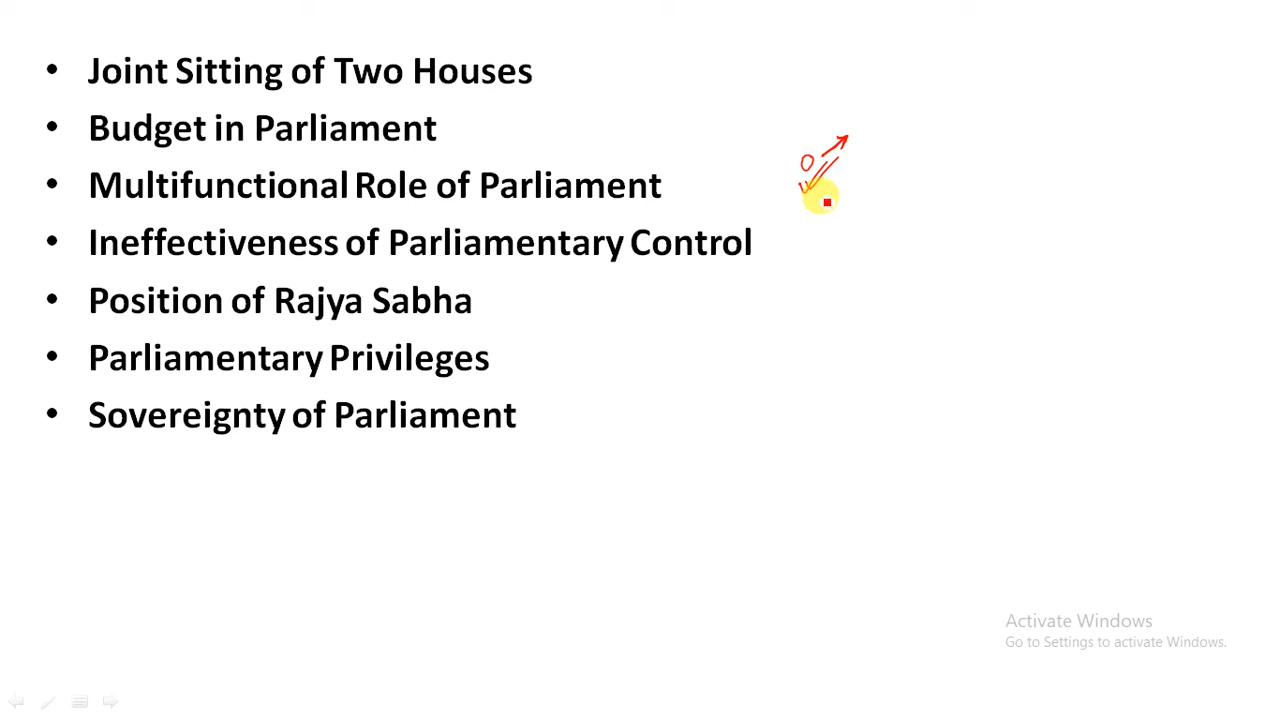 • Joint Sitting of Two Houses
• Budget in Parliament
• Multifunctional Role of Parliament
• Ineffectiveness of Parliamentary Control
• Position of Rajya Sabha
• Parliamentary Privileges
• Sovereignty of Parliament
Activate Windows
Go to Settings to activate Windows.